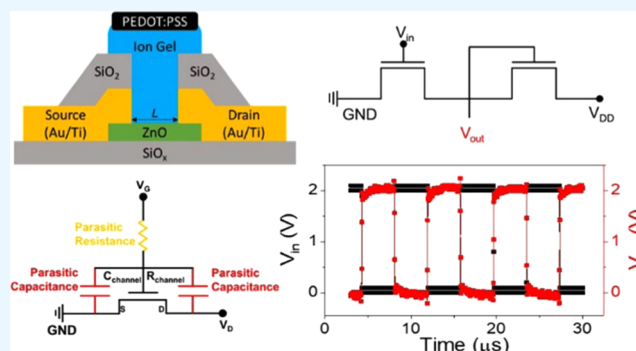 PEDOT:PSS
Ion Gel
SiO2
SiO2
Source
(Au/Ti)
L
Drain
(Au/Ti)
ZnO
SiOx
Vin
GND
Vout
VDD
VG
Parasitic
Resistance
Parasitic
Capacitance
Cchannel
Rchannel
Parasitic
Capacitance
S
D
GND
VD
Vin (V)
2
1
0
2
1
0
(V)
10
20
30
Time (μs)